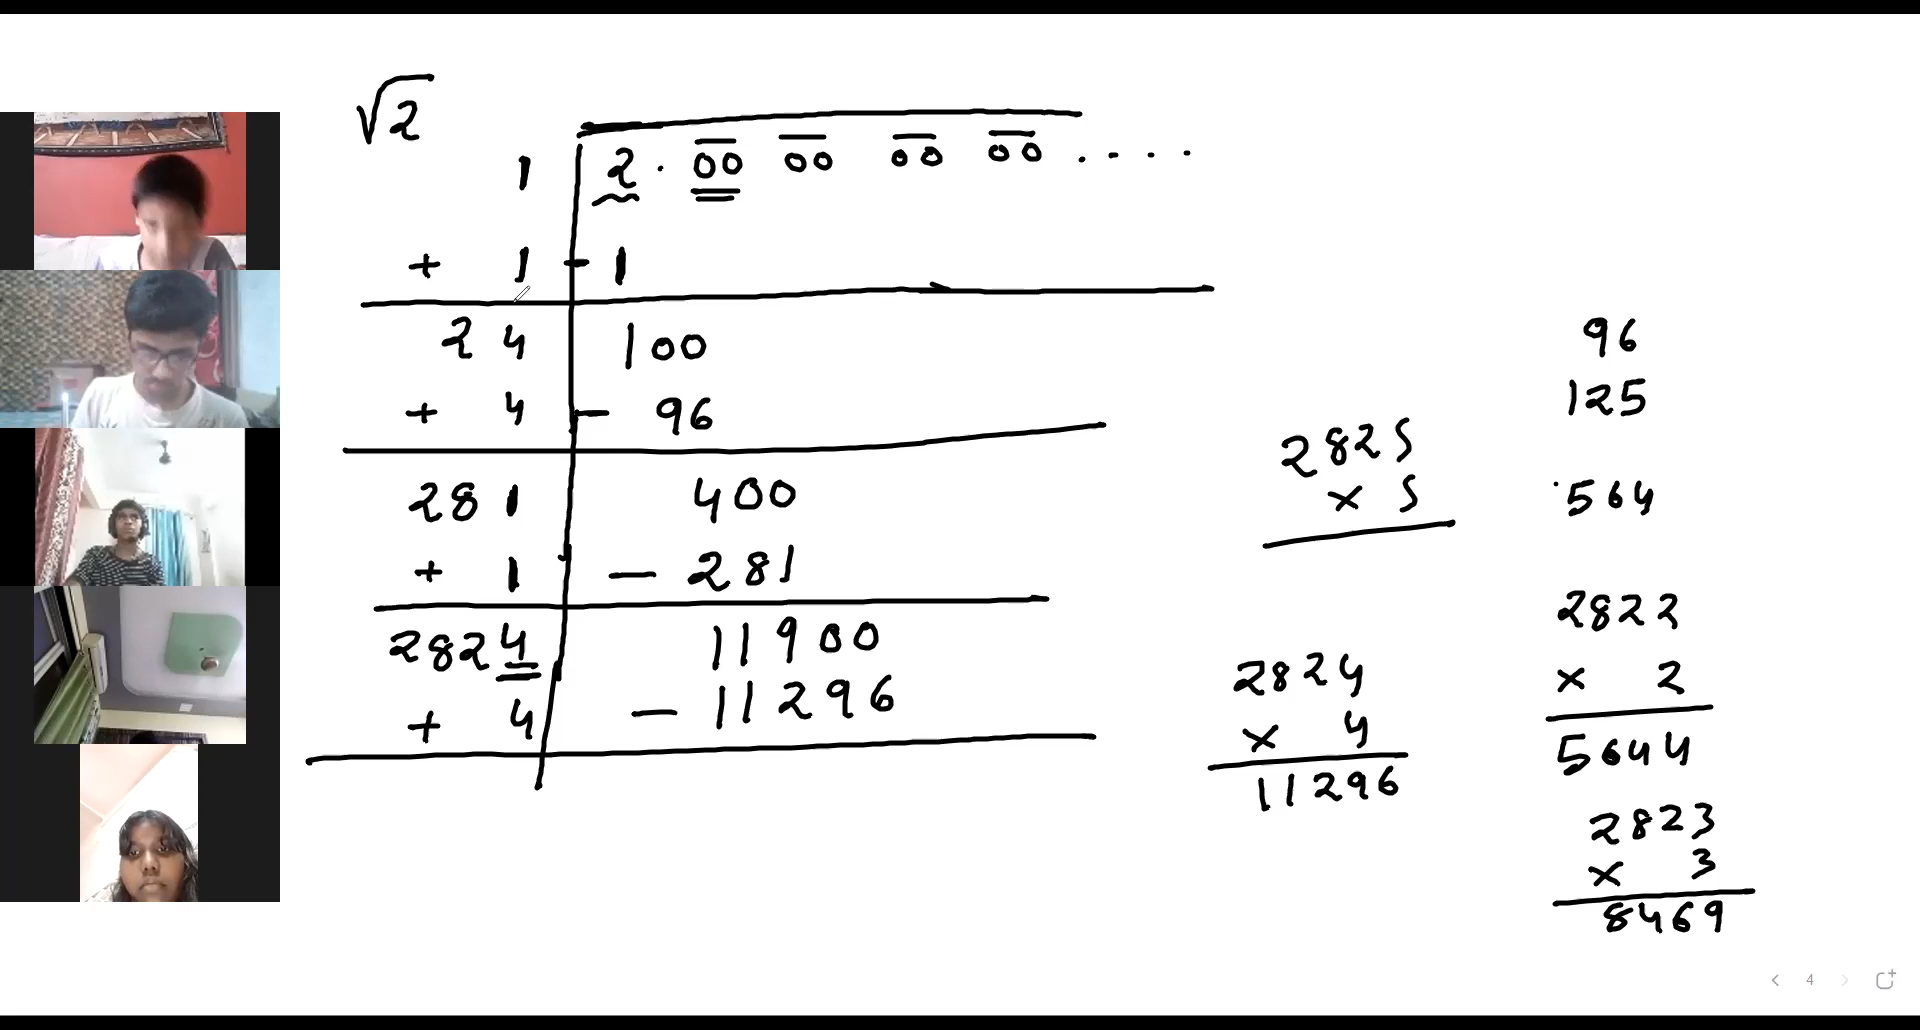 √2
1 2 . 00 00 00 00 ....
+ 1 - 1
24 100
+ 4 - 96
281 400
+ 1 - 281
2824 11900
+ 4 - 11296
96
125
2825
x 5
564
2824
x 4
11296
2822
x 2
5644
2823
x 3
8469
4